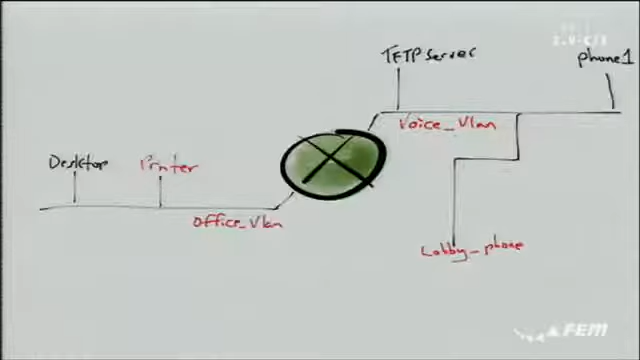 TFTP Server
phone1
Voice_Vlan
Desktop
Printer
Office_Vlan
Lobby_phone
FEM